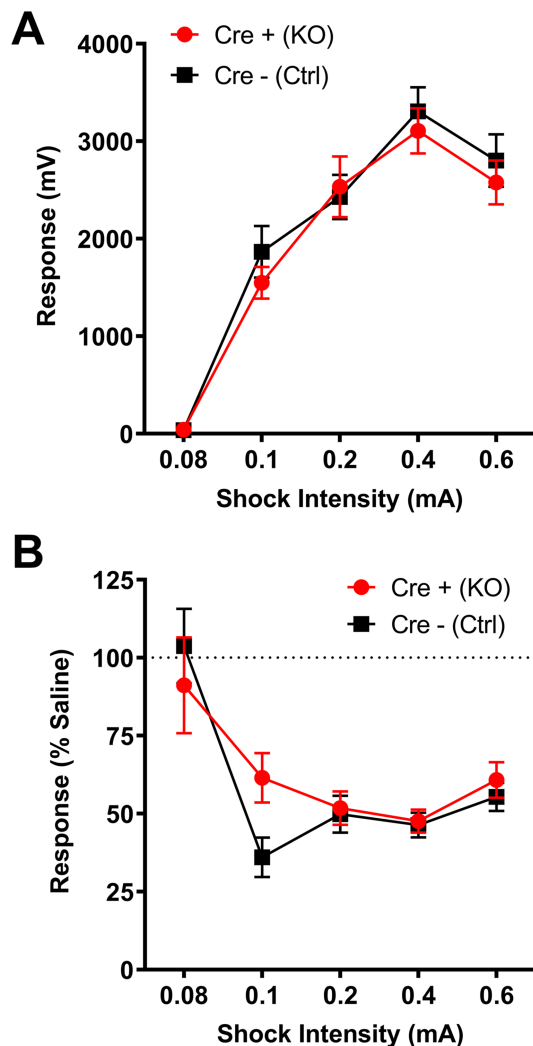 A
Cre + (KO)
Cre - (Ctrl)
Response (mV)
4000
3000
2000
1000
0
0.08 0.1 0.2 0.4 0.6
Shock Intensity (mA)
B
Cre + (KO)
Cre - (Ctrl)
Response (% Saline)
125
100
75
50
25
0
0.08 0.1 0.2 0.4 0.6
Shock Intensity (mA)